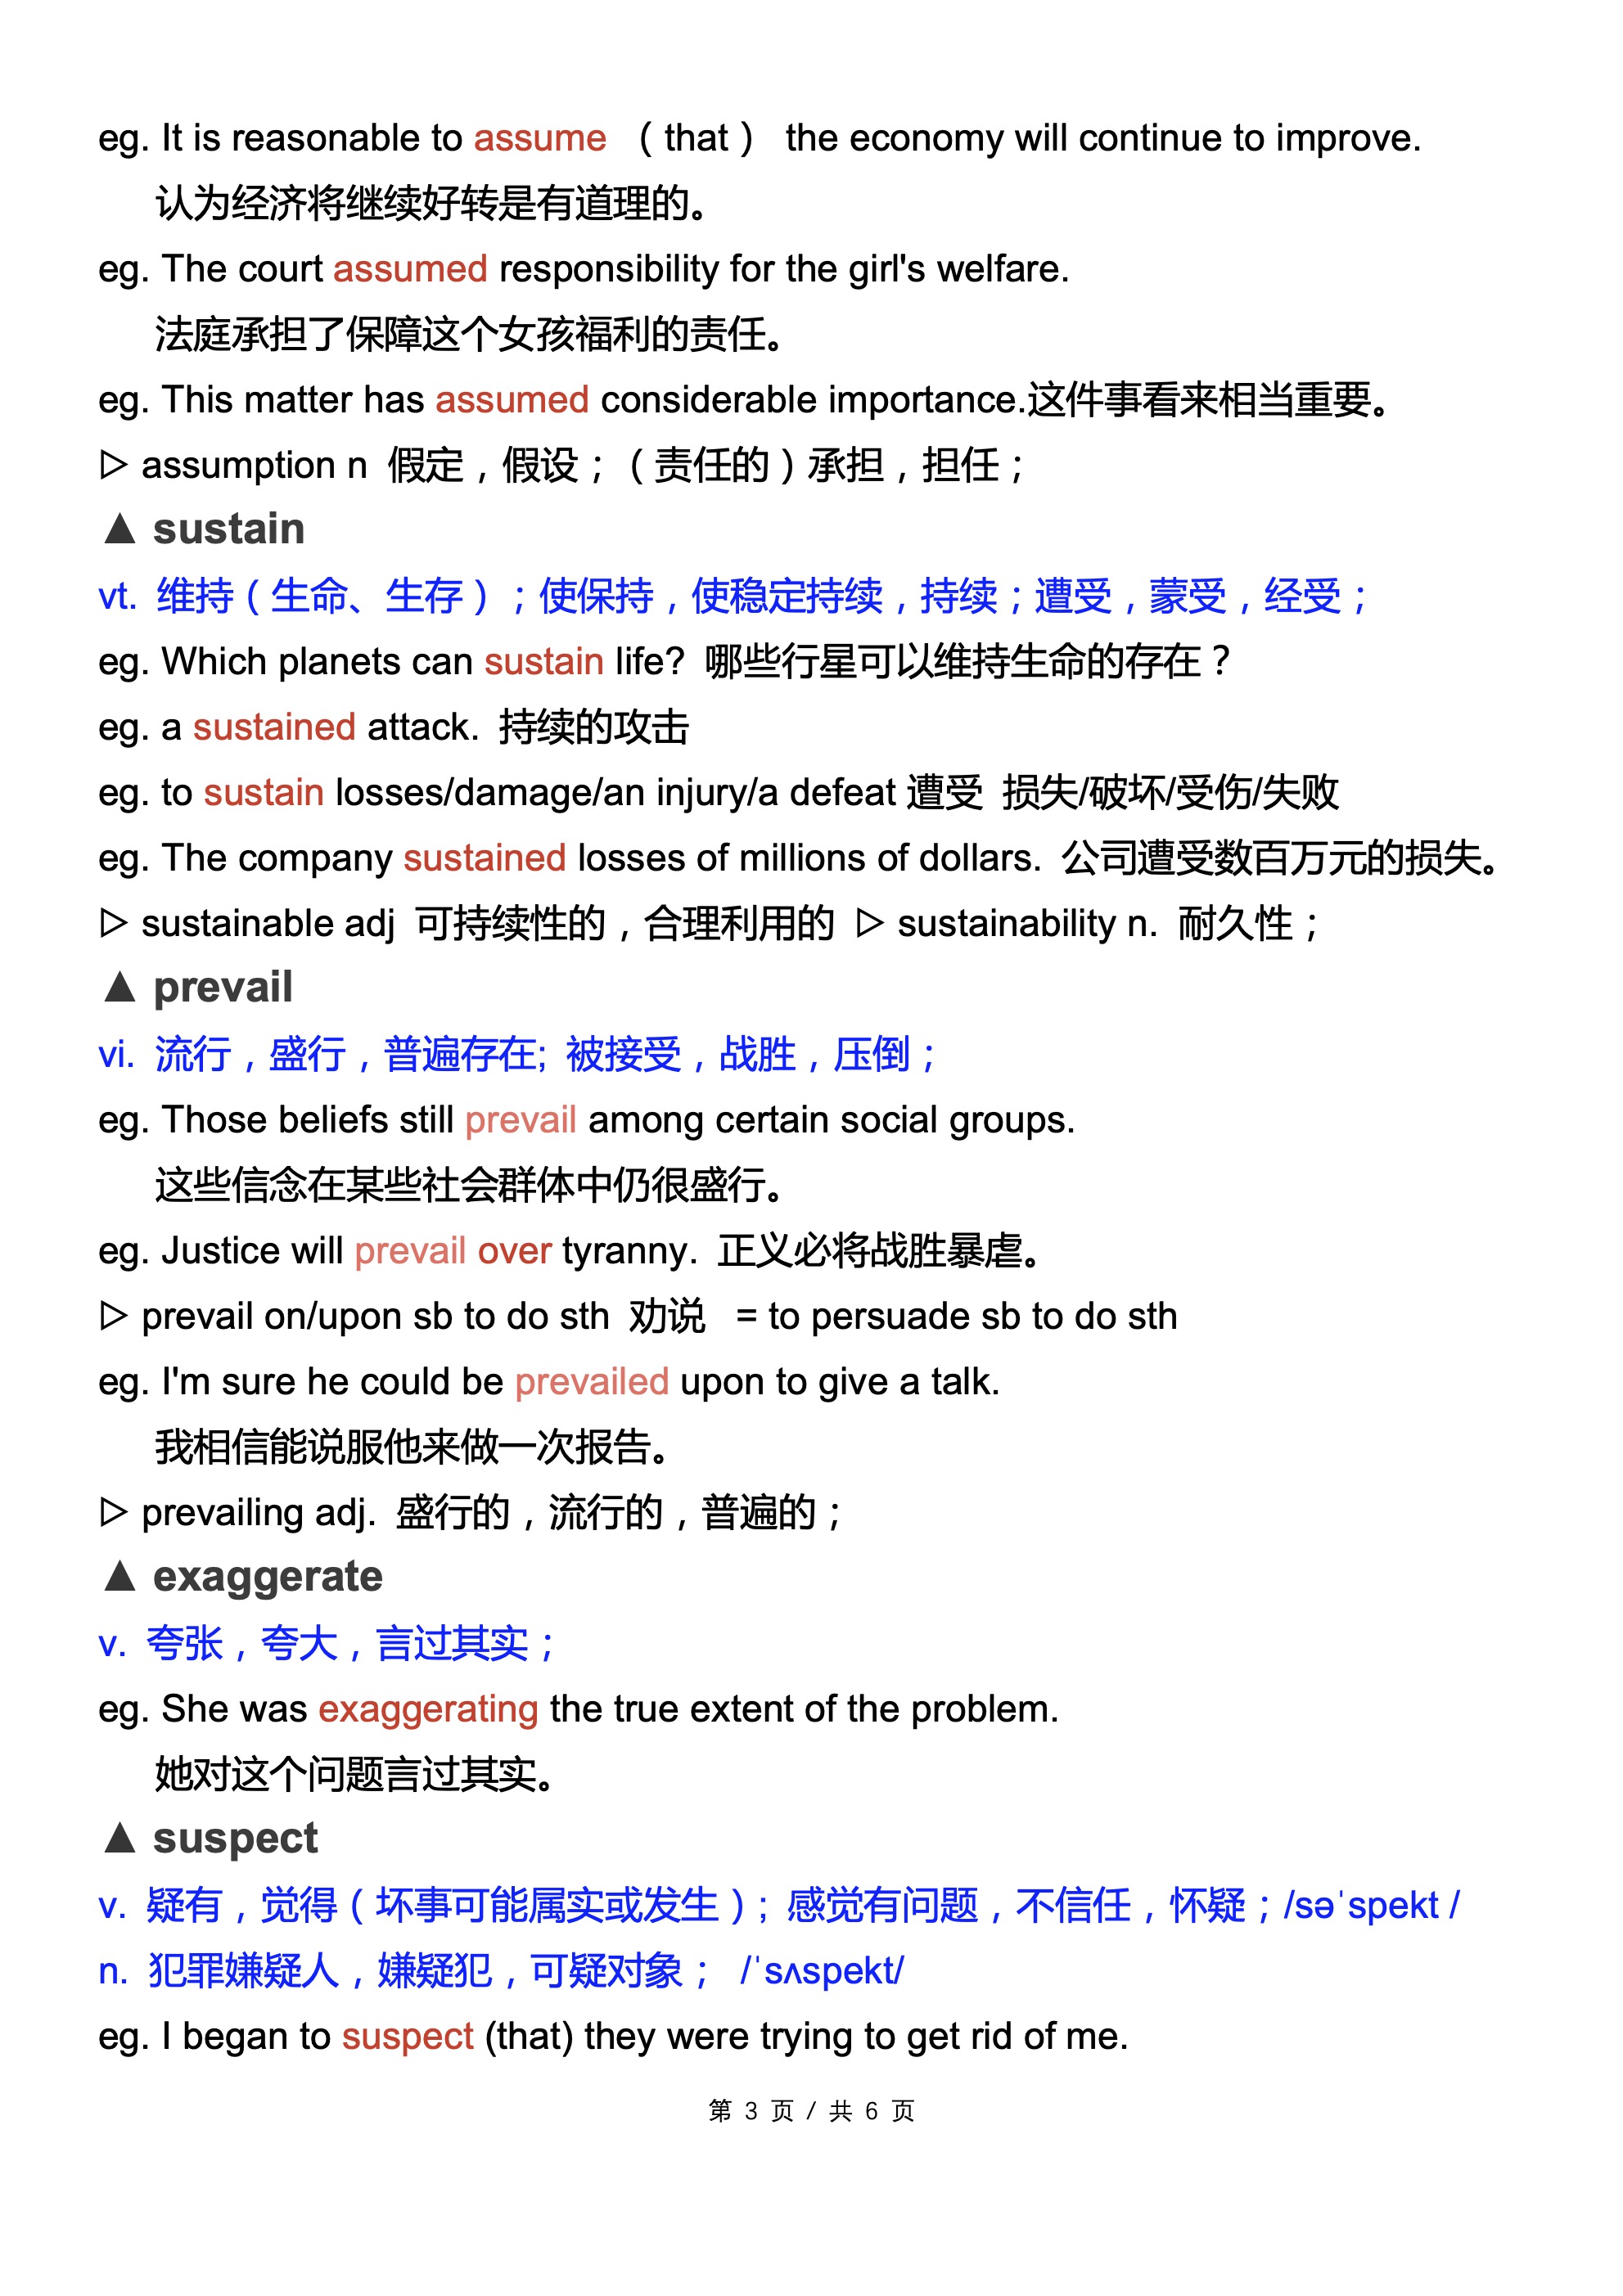 eg. It is reasonable to assume （that） the economy will continue to improve.
认为经济将继续好转是有道理的。
eg. The court assumed responsibility for the girl's welfare.
法庭承担了保障这个女孩福利的责任。
eg. This matter has assumed considerable importance.这件事看来相当重要。
▷ assumption n 假定，假设；（责任的）承担，担任；
▲ sustain
vt. 维持（生命、生存）；使保持，使稳定持续，持续；遭受，蒙受，经受；
eg. Which planets can sustain life? 哪些行星可以维持生命的存在？
eg. a sustained attack. 持续的攻击
eg. to sustain losses/damage/an injury/a defeat 遭受 损失/破坏/受伤/失败
eg. The company sustained losses of millions of dollars. 公司遭受数百万元的损失。
▷ sustainable adj 可持续性的，合理利用的 ▷ sustainability n. 耐久性；
▲ prevail
vi. 流行，盛行，普遍存在; 被接受，战胜，压倒；
eg. Those beliefs still prevail among certain social groups.
这些信念在某些社会群体中仍很盛行。
eg. Justice will prevail over tyranny. 正义必将战胜暴虐。
▷ prevail on/upon sb to do sth 劝说 = to persuade sb to do sth
eg. I'm sure he could be prevailed upon to give a talk.
我相信能说服他来做一次报告。
▷ prevailing adj. 盛行的，流行的，普遍的；
▲ exaggerate
v. 夸张，夸大，言过其实；
eg. She was exaggerating the true extent of the problem.
她对这个问题言过其实。
▲ suspect
v. 疑有，觉得（坏事可能属实或发生）；感觉有问题，不信任，怀疑；/səˈspekt /
n. 犯罪嫌疑人，嫌疑犯，可疑对象； /ˈsʌspekt/
eg. I began to suspect (that) they were trying to get rid of me.
第 3 页 / 共 6 页